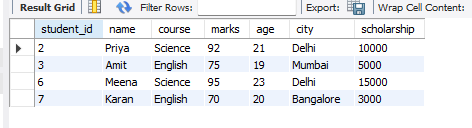 Result Grid Filter Rows: Export: Wrap Cell Content:
student_id name course marks age city scholarship
2 Priya Science 92 21 Delhi 10000
3 Amit English 75 19 Mumbai 5000
6 Meena Science 95 23 Delhi 15000
7 Karan English 70 20 Bangalore 3000